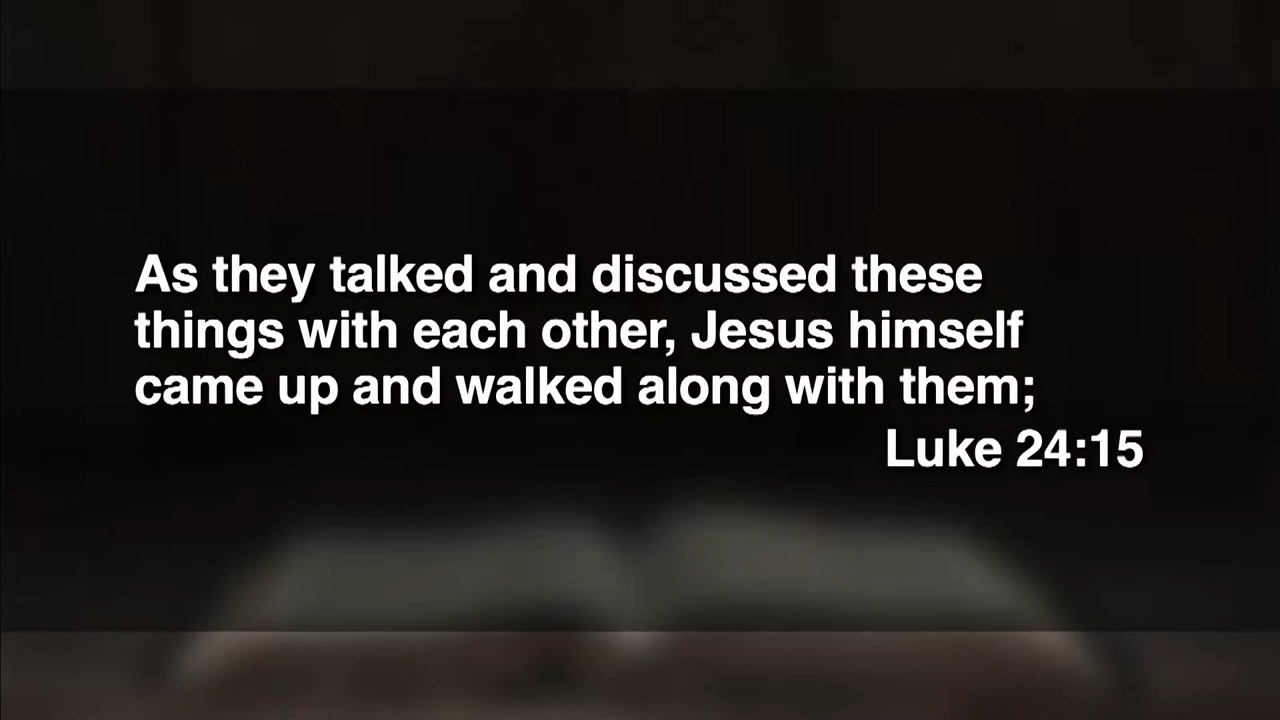 As they talked and discussed these
things with each other, Jesus himself
came up and walked along with them;
Luke 24:15